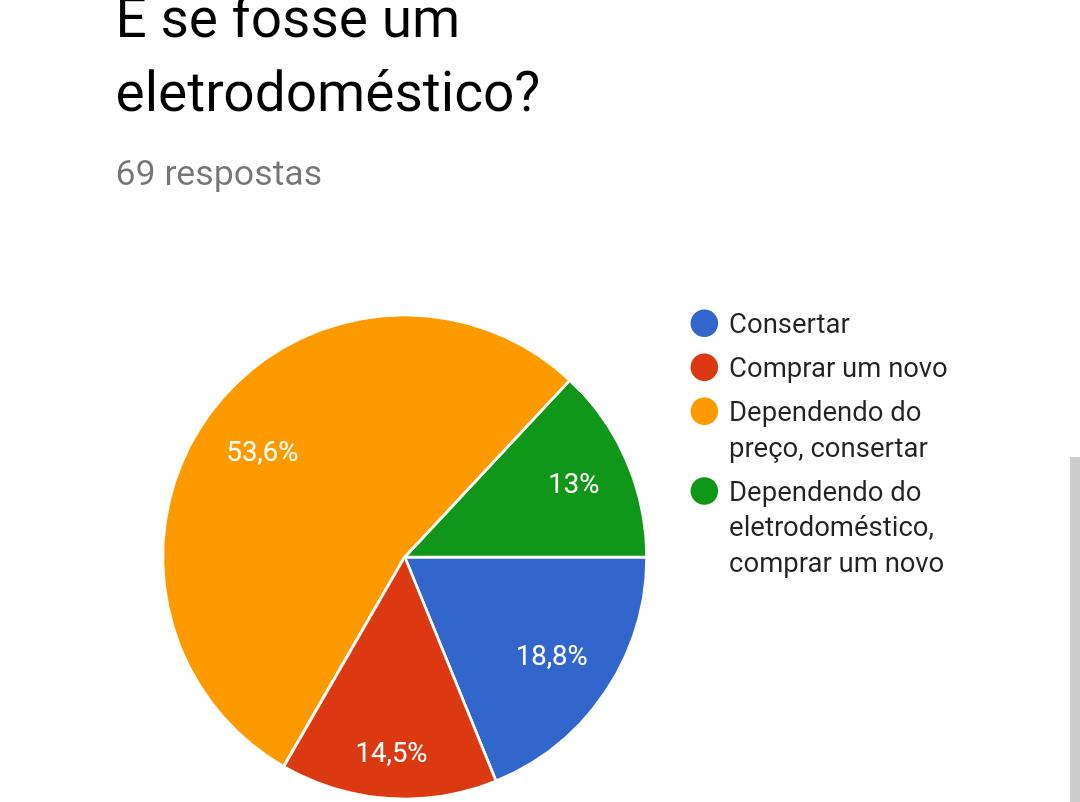 E se fosse um
eletrodoméstico?
69 respostas
Consertar
Comprar um novo
Dependendo do
preço, consertar
Dependendo do
eletrodoméstico,
comprar um novo
53,6%
13%
18,8%
14,5%